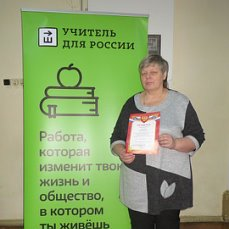 УЧИТЕЛЬ
ДЛЯ РОССИИ
Работа,
которая
изменит твою
жизнь и
общество,
в котором
ты живёшь